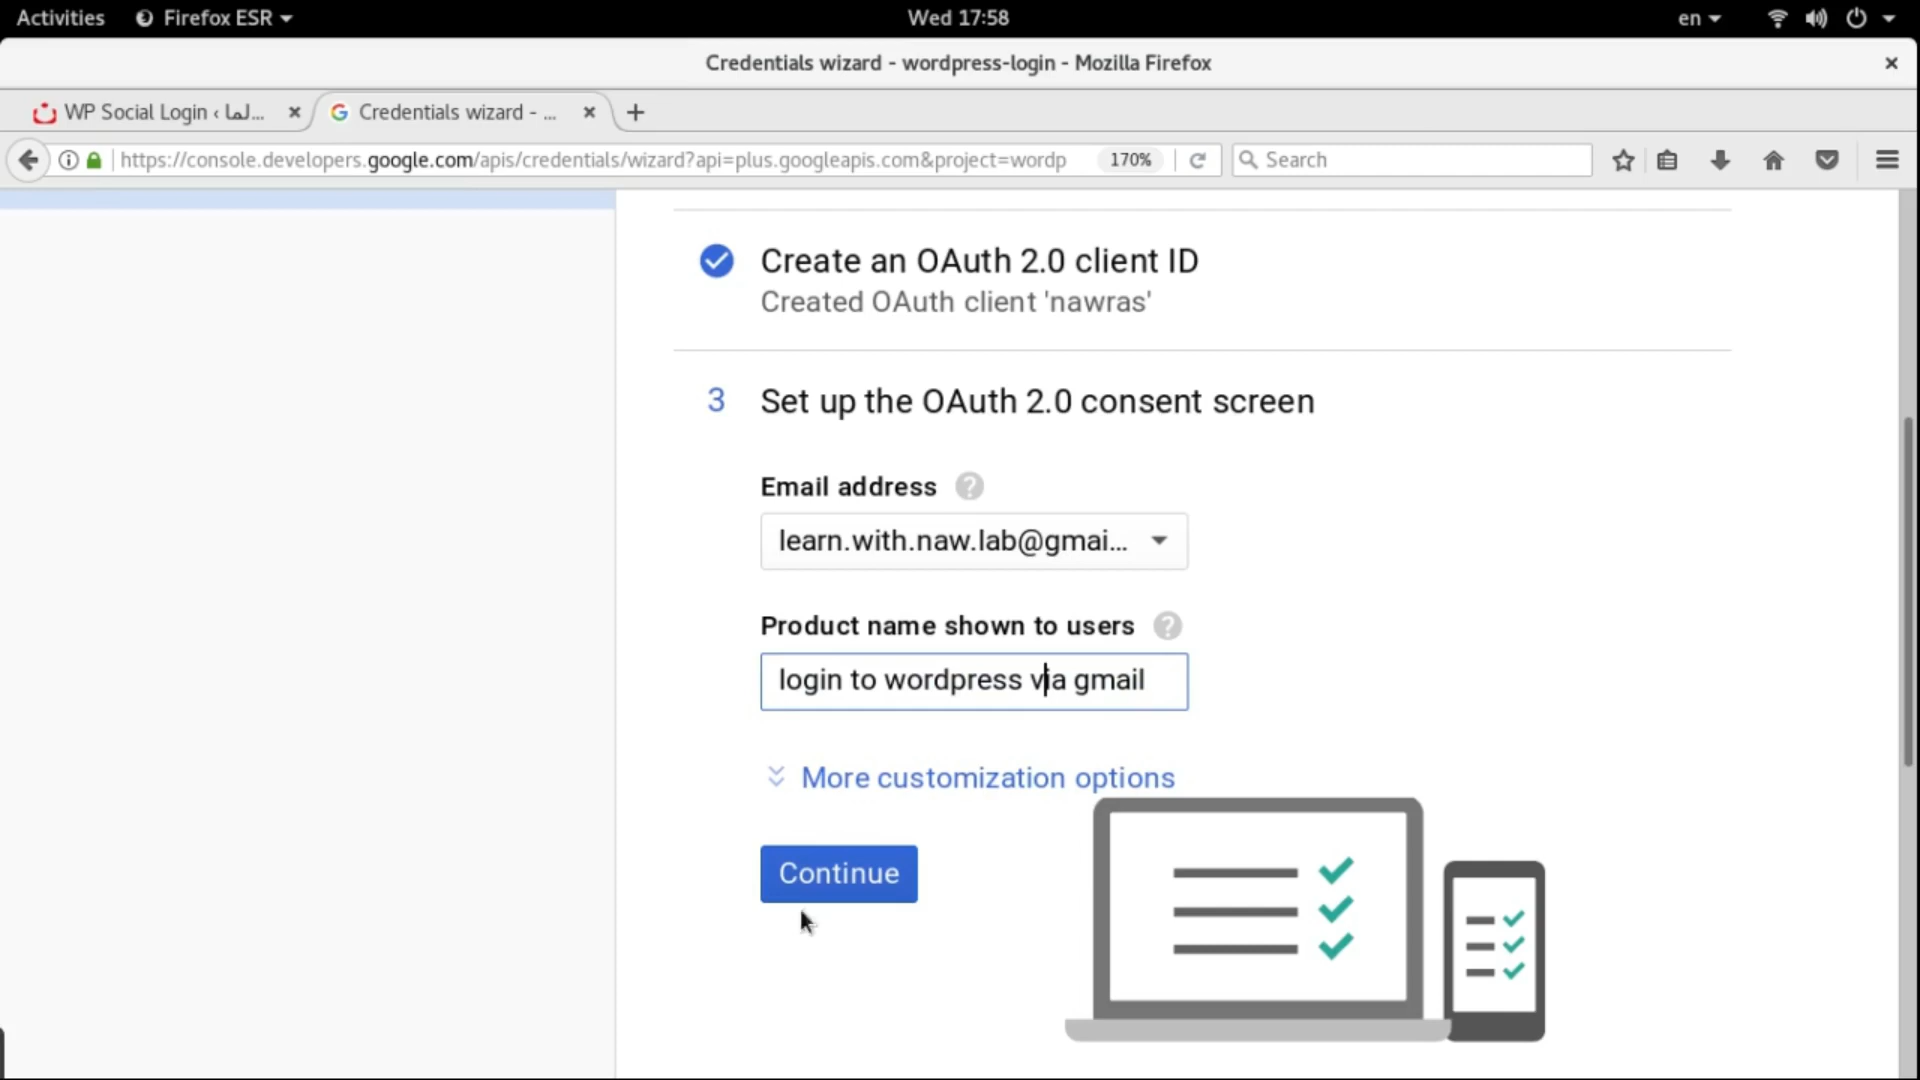 Activities Firefox ESR Wed 17:58 en
Credentials wizard - wordpress-login - Mozilla Firefox
WP Social Login ‹ لما... Credentials wizard - ...
https://console.developers.google.com/apis/credentials/wizard?api=plus.googleapis.com&project=wordp 170% Search
Create an OAuth 2.0 client ID
Created OAuth client 'nawras'
3 Set up the OAuth 2.0 consent screen
Email address ?
learn.with.naw.lab@gmai...
Product name shown to users ?
login to wordpress via gmail
More customization options
Continue